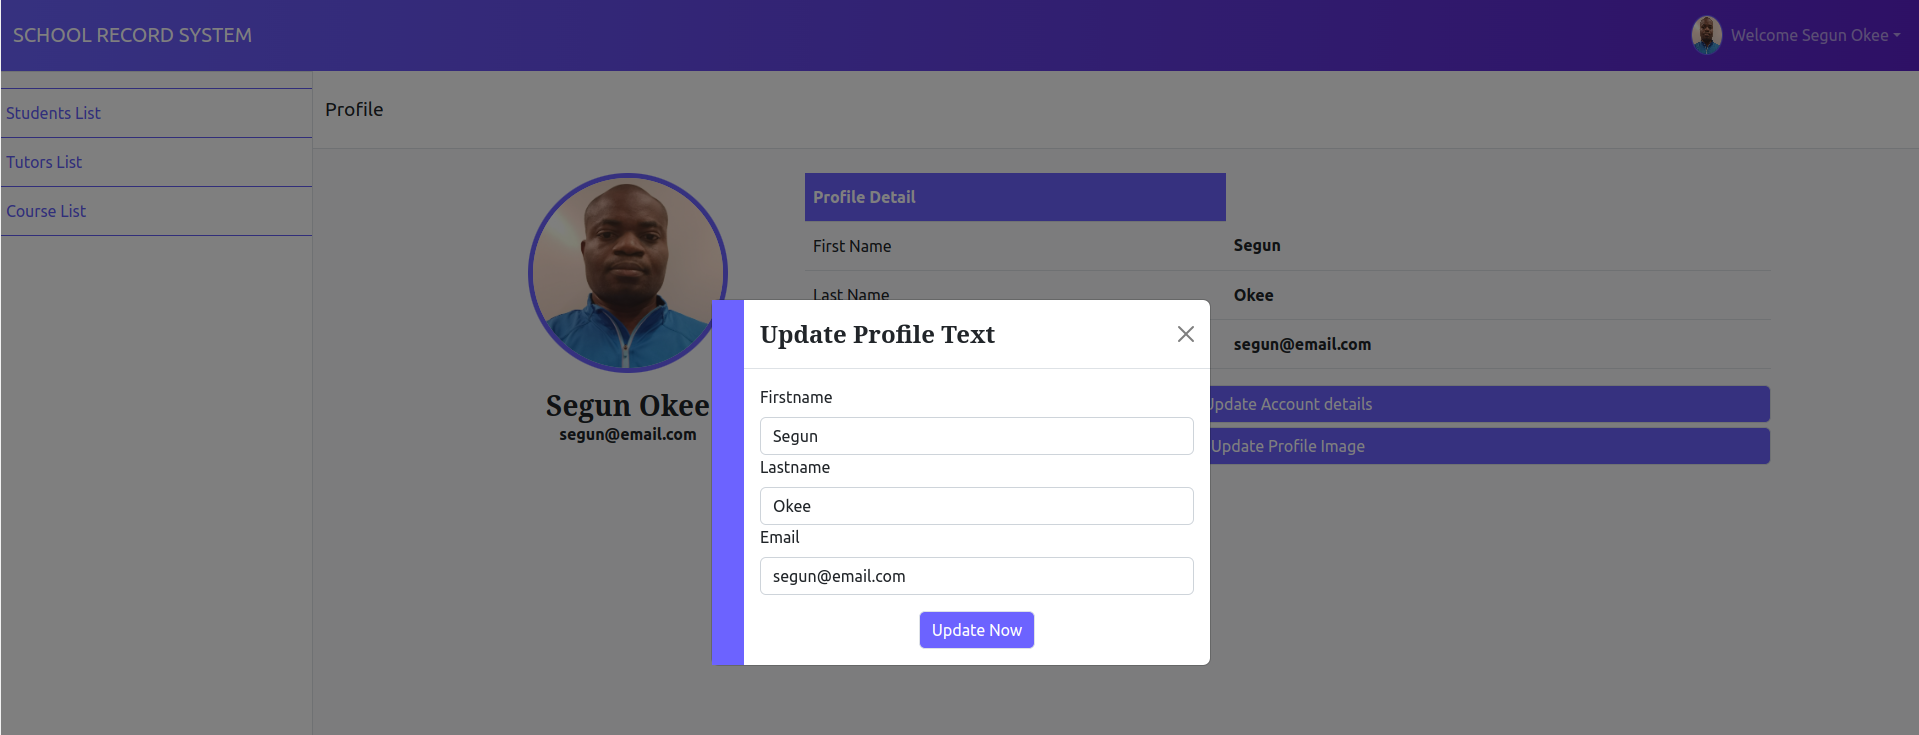 SCHOOL RECORD SYSTEM
Welcome Segun Okee
Students List
Tutors List
Course List
Profile
Segun Okee
segun@email.com
Profile Detail
First Name Segun
Last Name Okee
segun@email.com
Update Account details
Update Profile Image
Update Profile Text
Firstname
Segun
Lastname
Okee
Email
segun@email.com
Update Now